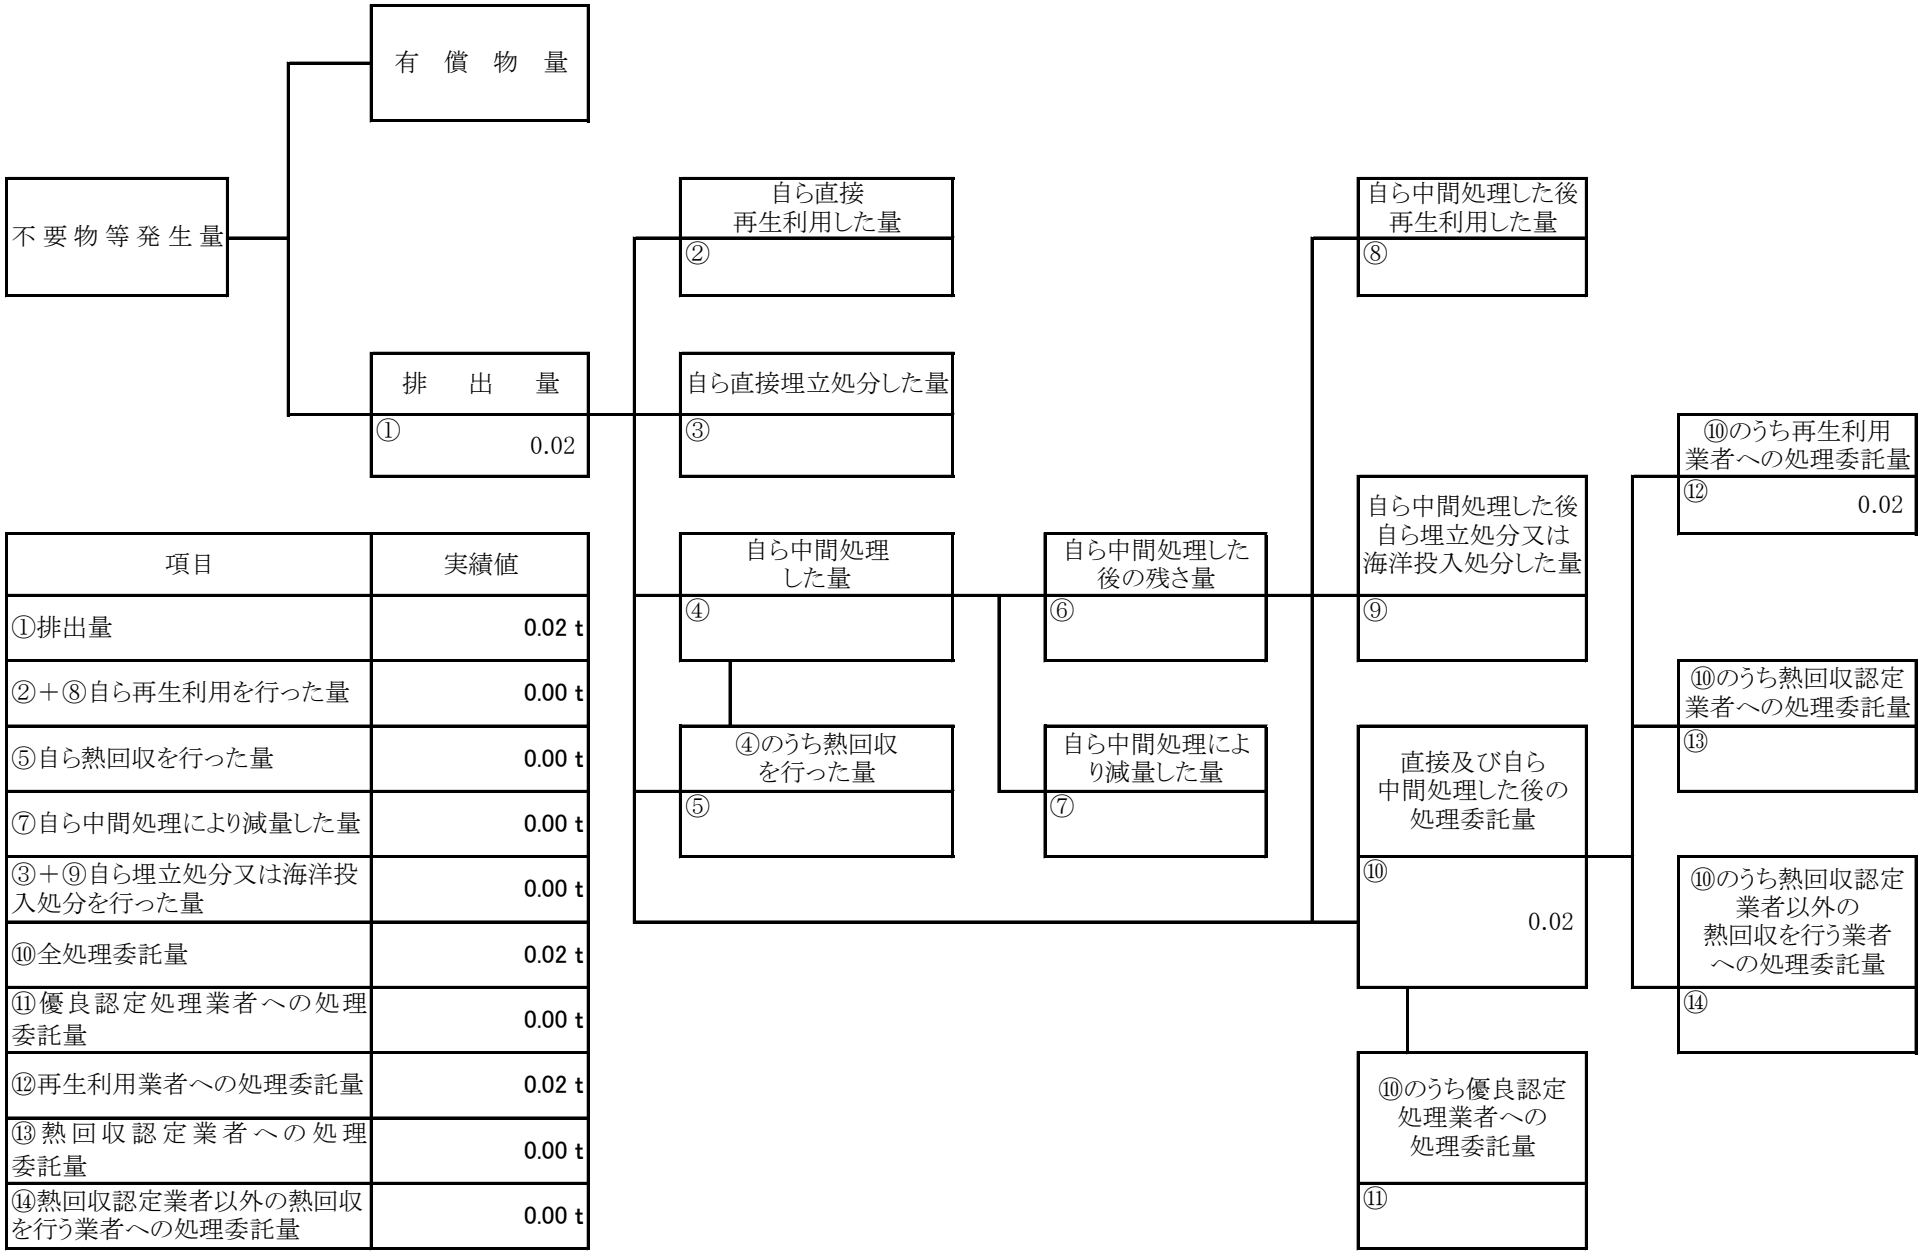 有償物量
不要物等発生量
自ら直接
再生利用した量
②
自ら中間処理した後
再生利用した量
⑧
排出量
①
0.02
自ら直接埋立処分した量
③
⑩のうち再生利用
業者への処理委託量
⑫
0.02
自ら中間処理
した量
④
自ら中間処理した
後の残さ量
⑥
自ら中間処理した後
自ら埋立処分又は
海洋投入処分した量
⑨
⑩のうち熱回収認定
業者への処理委託量
⑬
④のうち熱回収
を行った量
⑤
自ら中間処理によ
り減量した量
⑦
直接及び自ら
中間処理した後の
処理委託量
⑩
0.02
⑩のうち熱回収認定
業者以外の
熱回収を行う業者
への処理委託量
⑭
⑩のうち優良認定
処理業者への
処理委託量
⑪
項目 実績値
①排出量 0.02 t
②＋⑧自ら再生利用を行った量 0.00 t
⑤自ら熱回収を行った量 0.00 t
⑦自ら中間処理により減量した量 0.00 t
③＋⑨自ら埋立処分又は海洋投
入処分を行った量 0.00 t
⑩全処理委託量 0.02 t
⑪優良認定処理業者への処理
委託量 0.00 t
⑫再生利用業者への処理委託量 0.02 t
⑬熱回収認定業者への処理
委託量 0.00 t
⑭熱回収認定業者以外の熱回収
を行う業者への処理委託量 0.00 t